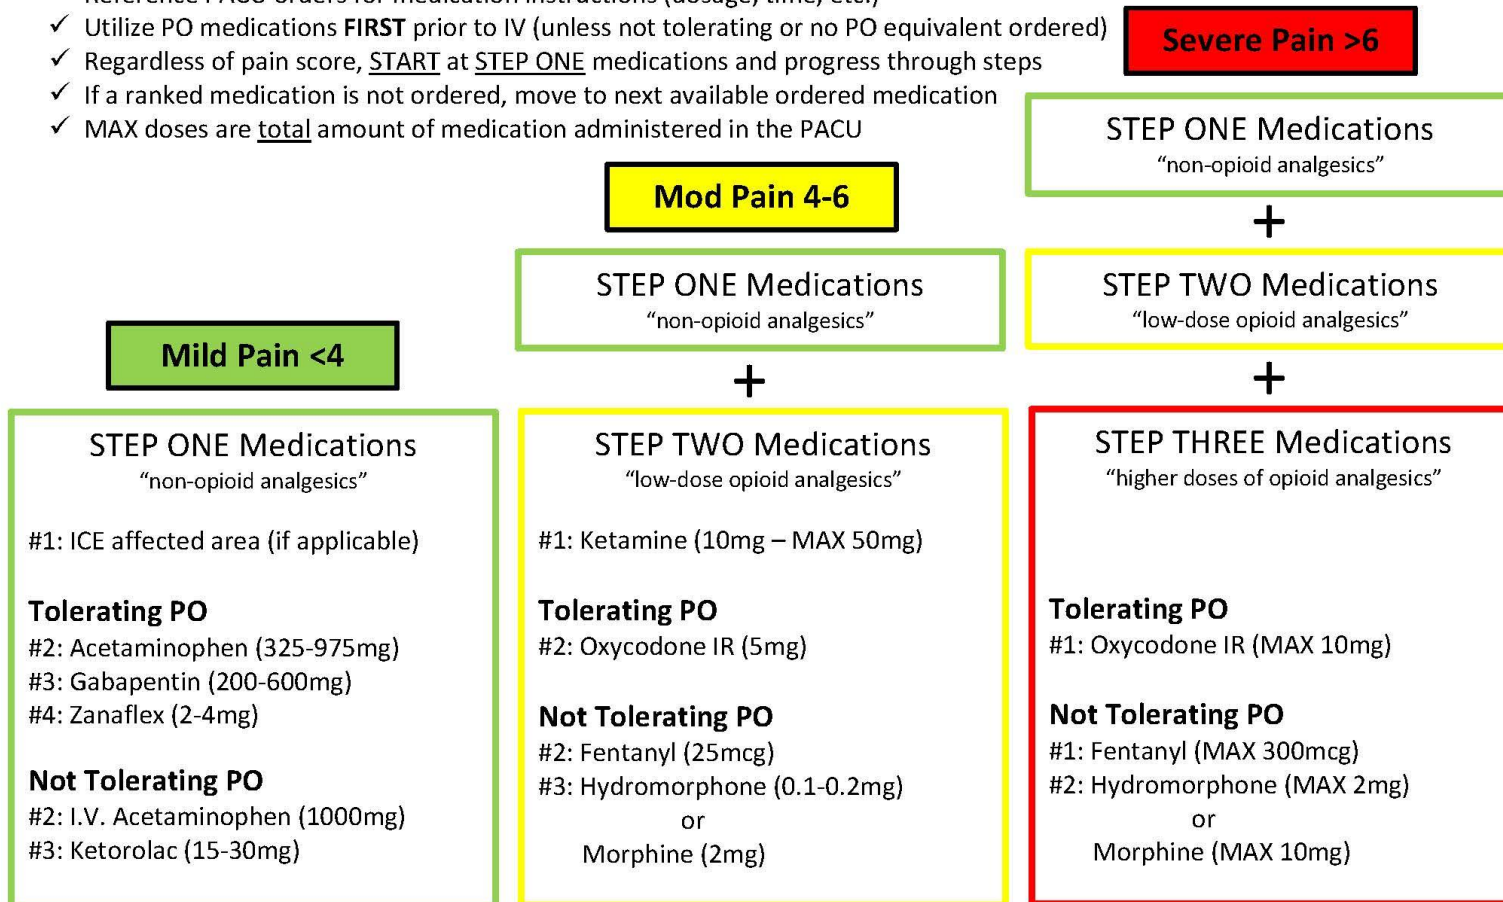 ✓ Utilize PO medications FIRST prior to IV (unless not tolerating or no PO equivalent ordered)
✓ Regardless of pain score, START at STEP ONE medications and progress through steps
✓ If a ranked medication is not ordered, move to next available ordered medication
✓ MAX doses are total amount of medication administered in the PACU
Mild Pain <4
STEP ONE Medications
“non-opioid analgesics”
#1: ICE affected area (if applicable)
Tolerating PO
#2: Acetaminophen (325-975mg)
#3: Gabapentin (200-600mg)
#4: Zanaflex (2-4mg)
Not Tolerating PO
#2: I.V. Acetaminophen (1000mg)
#3: Ketorolac (15-30mg)
Mod Pain 4-6
STEP ONE Medications
“non-opioid analgesics”
+
STEP TWO Medications
“low-dose opioid analgesics”
#1: Ketamine (10mg – MAX 50mg)
Tolerating PO
#2: Oxycodone IR (5mg)
Not Tolerating PO
#2: Fentanyl (25mcg)
#3: Hydromorphone (0.1-0.2mg)
or
Morphine (2mg)
Severe Pain >6
STEP ONE Medications
“non-opioid analgesics”
+
STEP TWO Medications
“low-dose opioid analgesics”
+
STEP THREE Medications
“higher doses of opioid analgesics”
Tolerating PO
#1: Oxycodone IR (MAX 10mg)
Not Tolerating PO
#1: Fentanyl (MAX 300mcg)
#2: Hydromorphone (MAX 2mg)
or
Morphine (MAX 10mg)